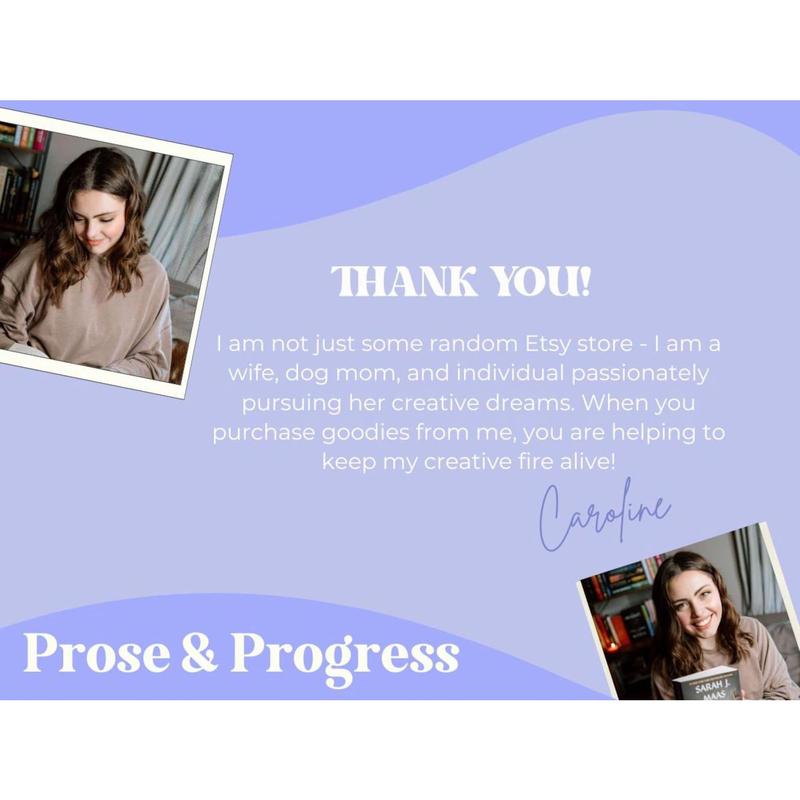 THANK YOU!
I am not just some random Etsy store - I am a
wife, dog mom, and individual passionately
pursuing her creative dreams. When you
purchase goodies from me, you are helping to
keep my creative fire alive!
Caroline
Prose & Progress
SARAH J.
MAAS